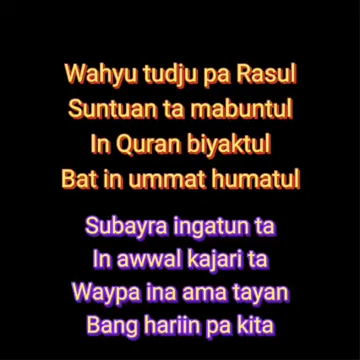 Wahyu tudju pa Rasul
Suntuan ta mabuntul
In Quran biyaktul
Bat in ummat humatul
Subayra ingatun ta
In awwal kajari ta
Waypa ina ama tayan
Bang hariin pa kita